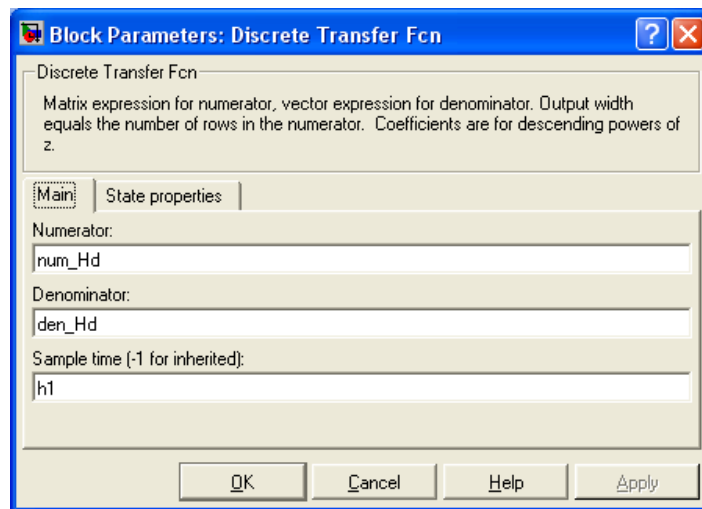 Block Parameters: Discrete Transfer Fcn
Discrete Transfer Fcn
Matrix expression for numerator, vector expression for denominator. Output width
equals the number of rows in the numerator.  Coefficients are for descending powers of
z.
Main State properties
Numerator:
num_Hd
Denominator:
den_Hd
Sample time (-1 for inherited):
h1
OK Cancel Help Apply